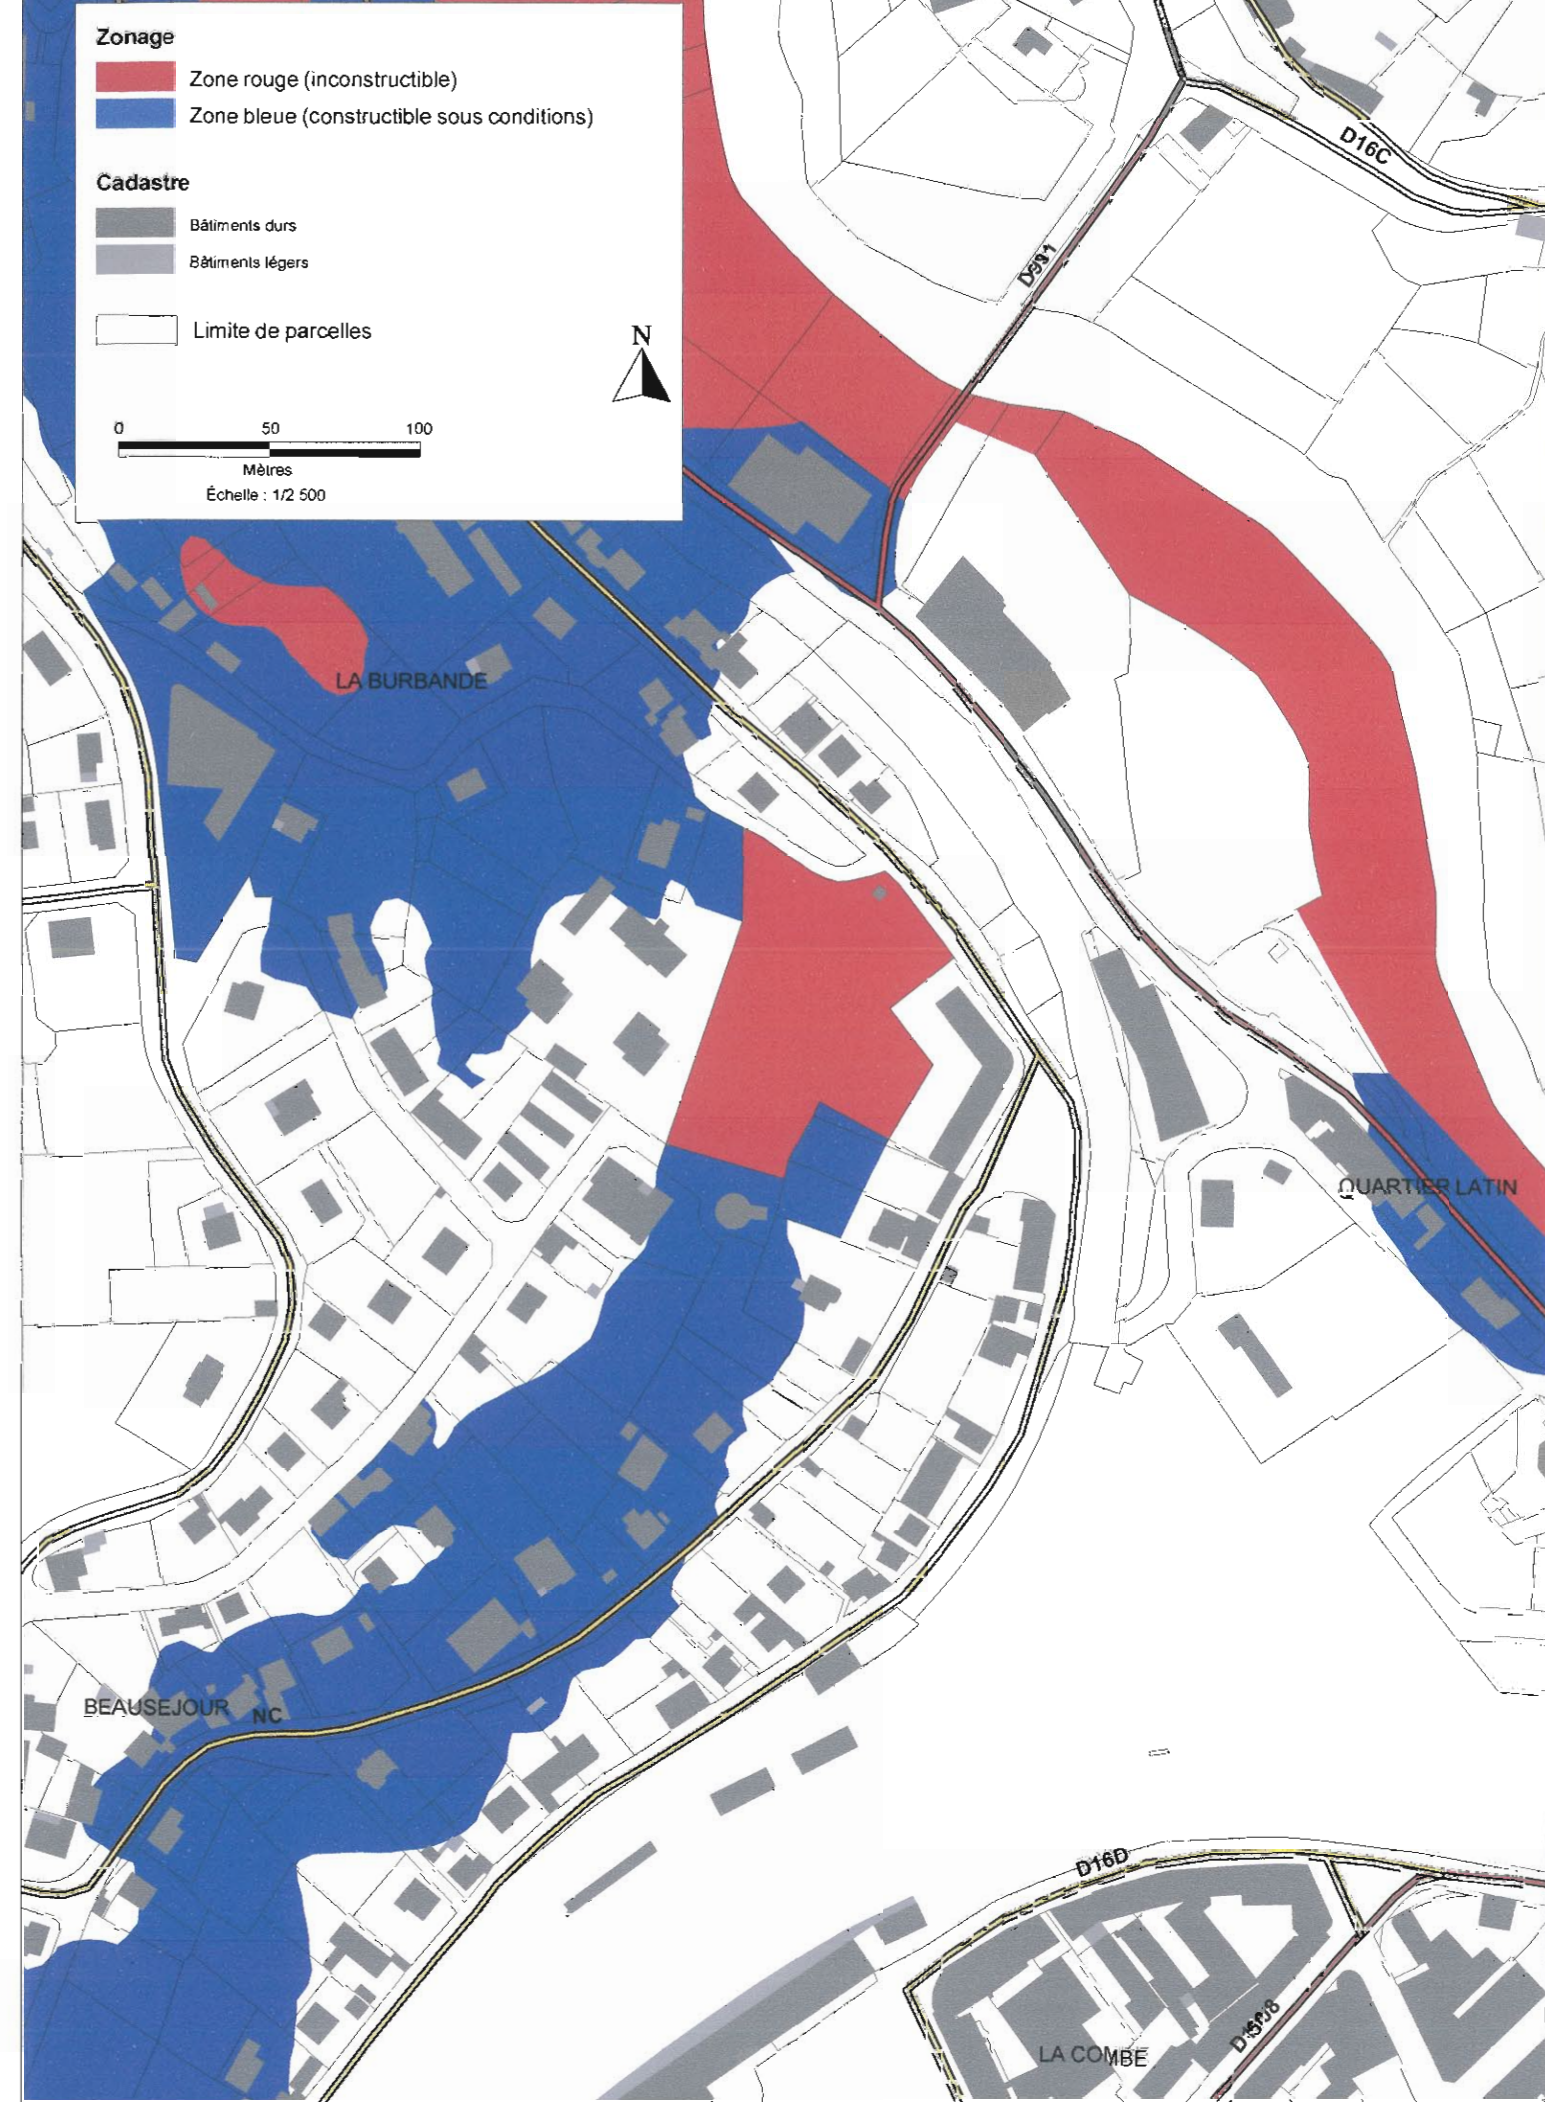 Zonage
Zone rouge (inconstructible)
Zone bleue (constructible sous conditions)
Cadastre
Bâtiments durs
Bâtiments légers
Limite de parcelles
N
0 50 100
Mètres
Échelle : 1/2 500
D16C
LA BURBANDE
QUARTIER LATIN
BEAUSEJOUR
NC
D16D
LA COMBE